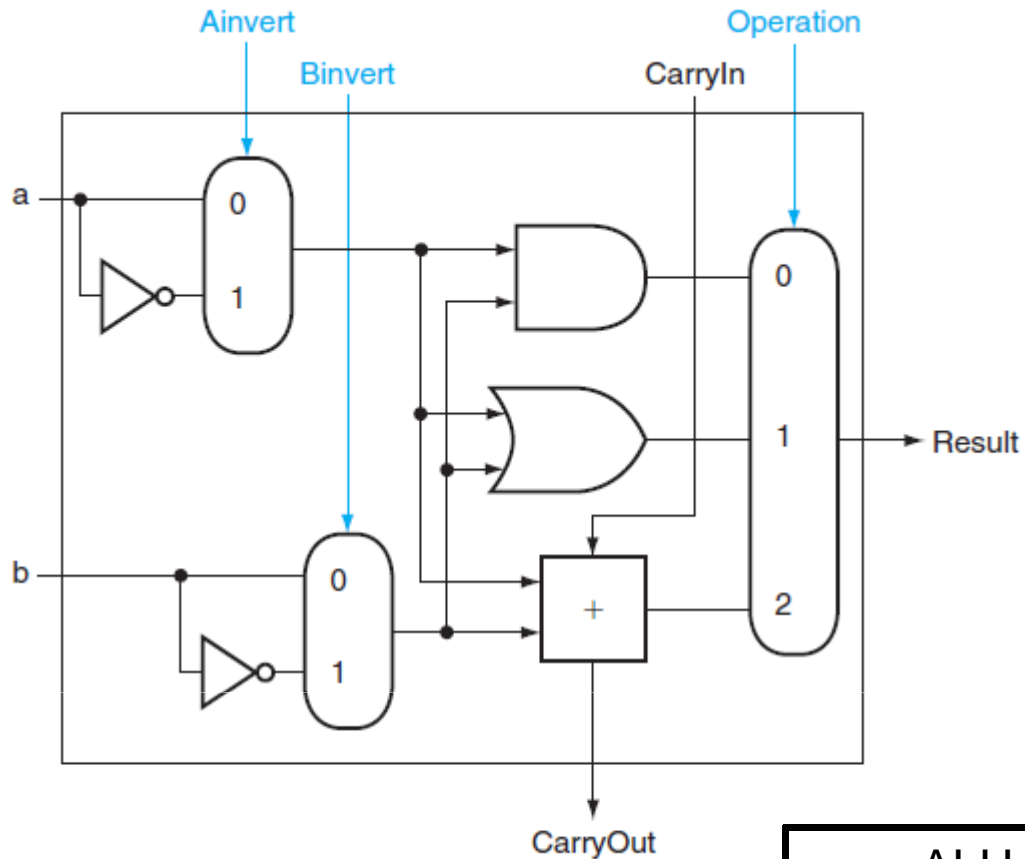 Ainvert
Operation
Binvert
CarryIn
a
0
1
0
1
Result
b
0
1
+
2
CarryOut